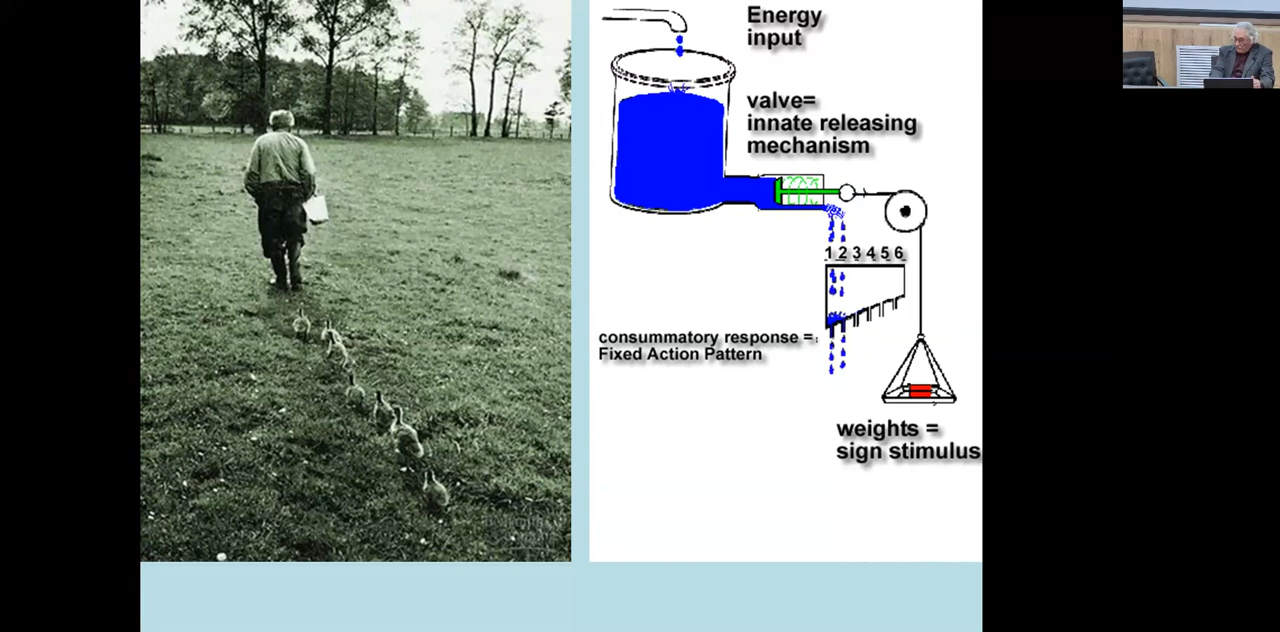 Energy
input
valve=
innate releasing
mechanism
1 2 3 4 5 6
consummatory response =
Fixed Action Pattern
weights =
sign stimulus